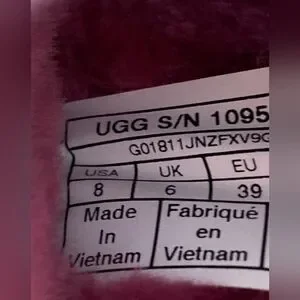 UGG S/N 1095
G01811JNZFXV9G
USA UK EU
8 6 39
Made Fabriqué
In en
Vietnam Vietnam